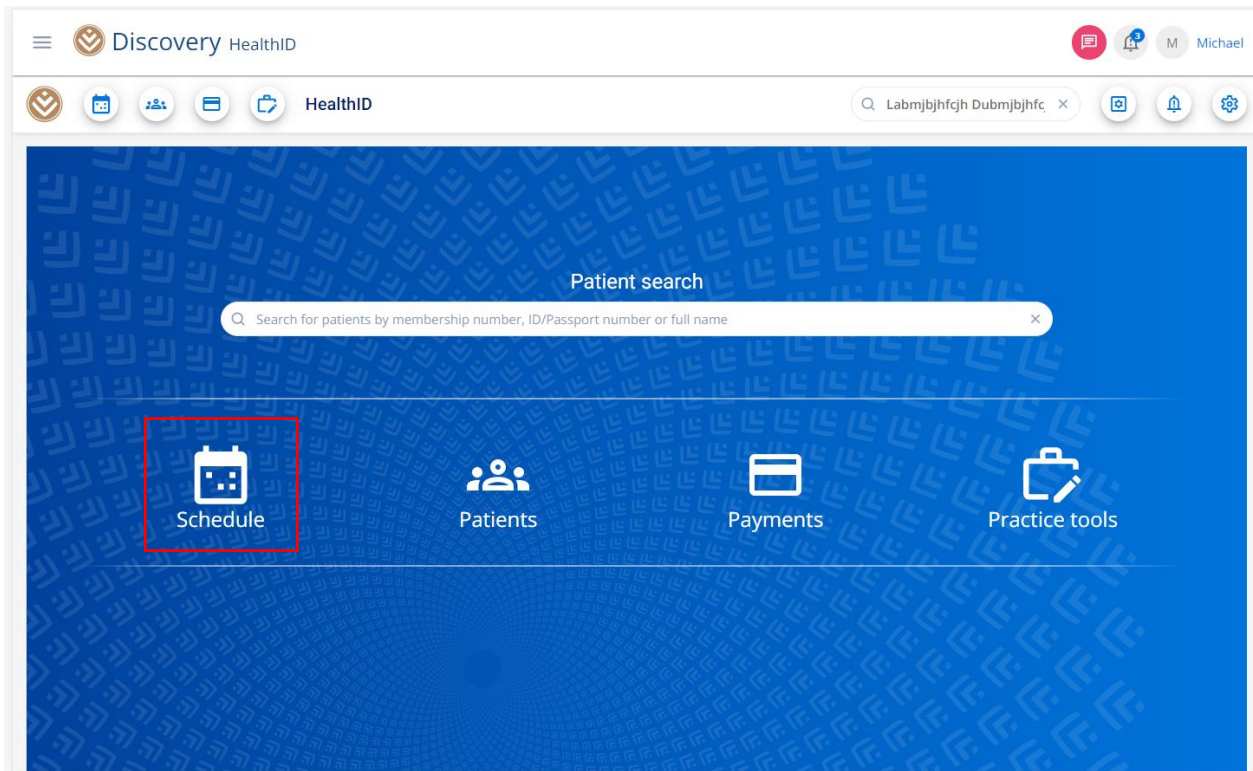 Discovery HealthID
3
M Michael
HealthID
Labmjbjhfcjh Dubmjbjhfc
Patient search
Search for patients by membership number, ID/Passport number or full name
Schedule
Patients
Payments
Practice tools